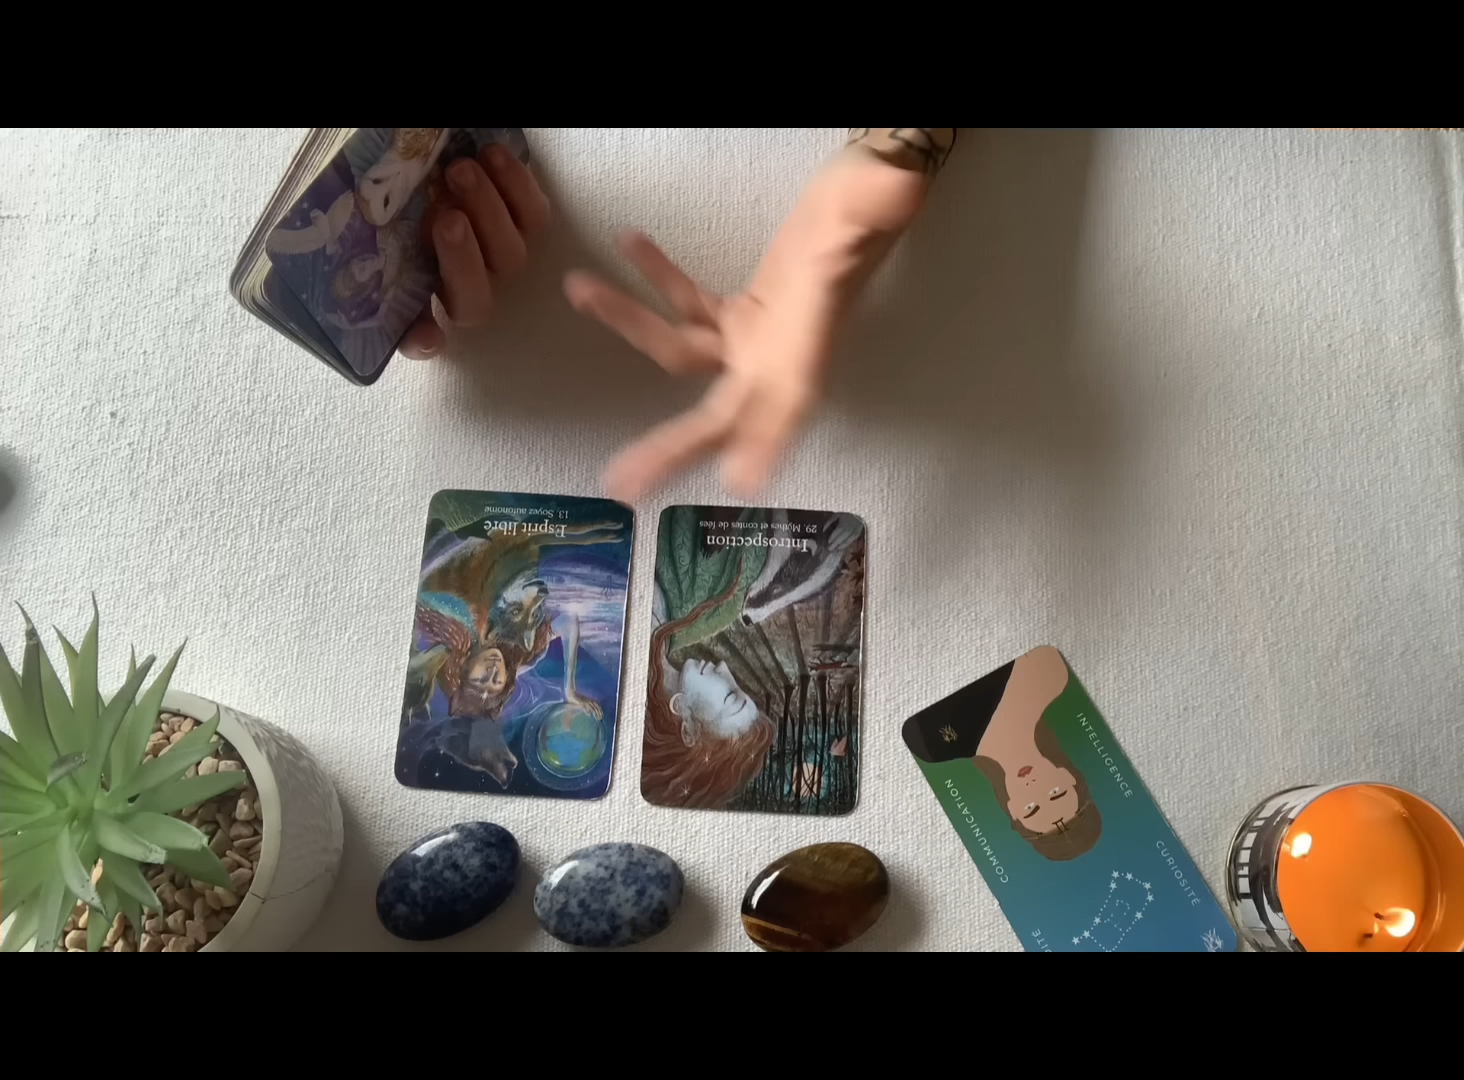 Esprit libre
13. Soyez autonome
Introspection
29. Mythes et contes de fées
INTELLIGENCE
COMMUNICATION
CURIOSITÉ